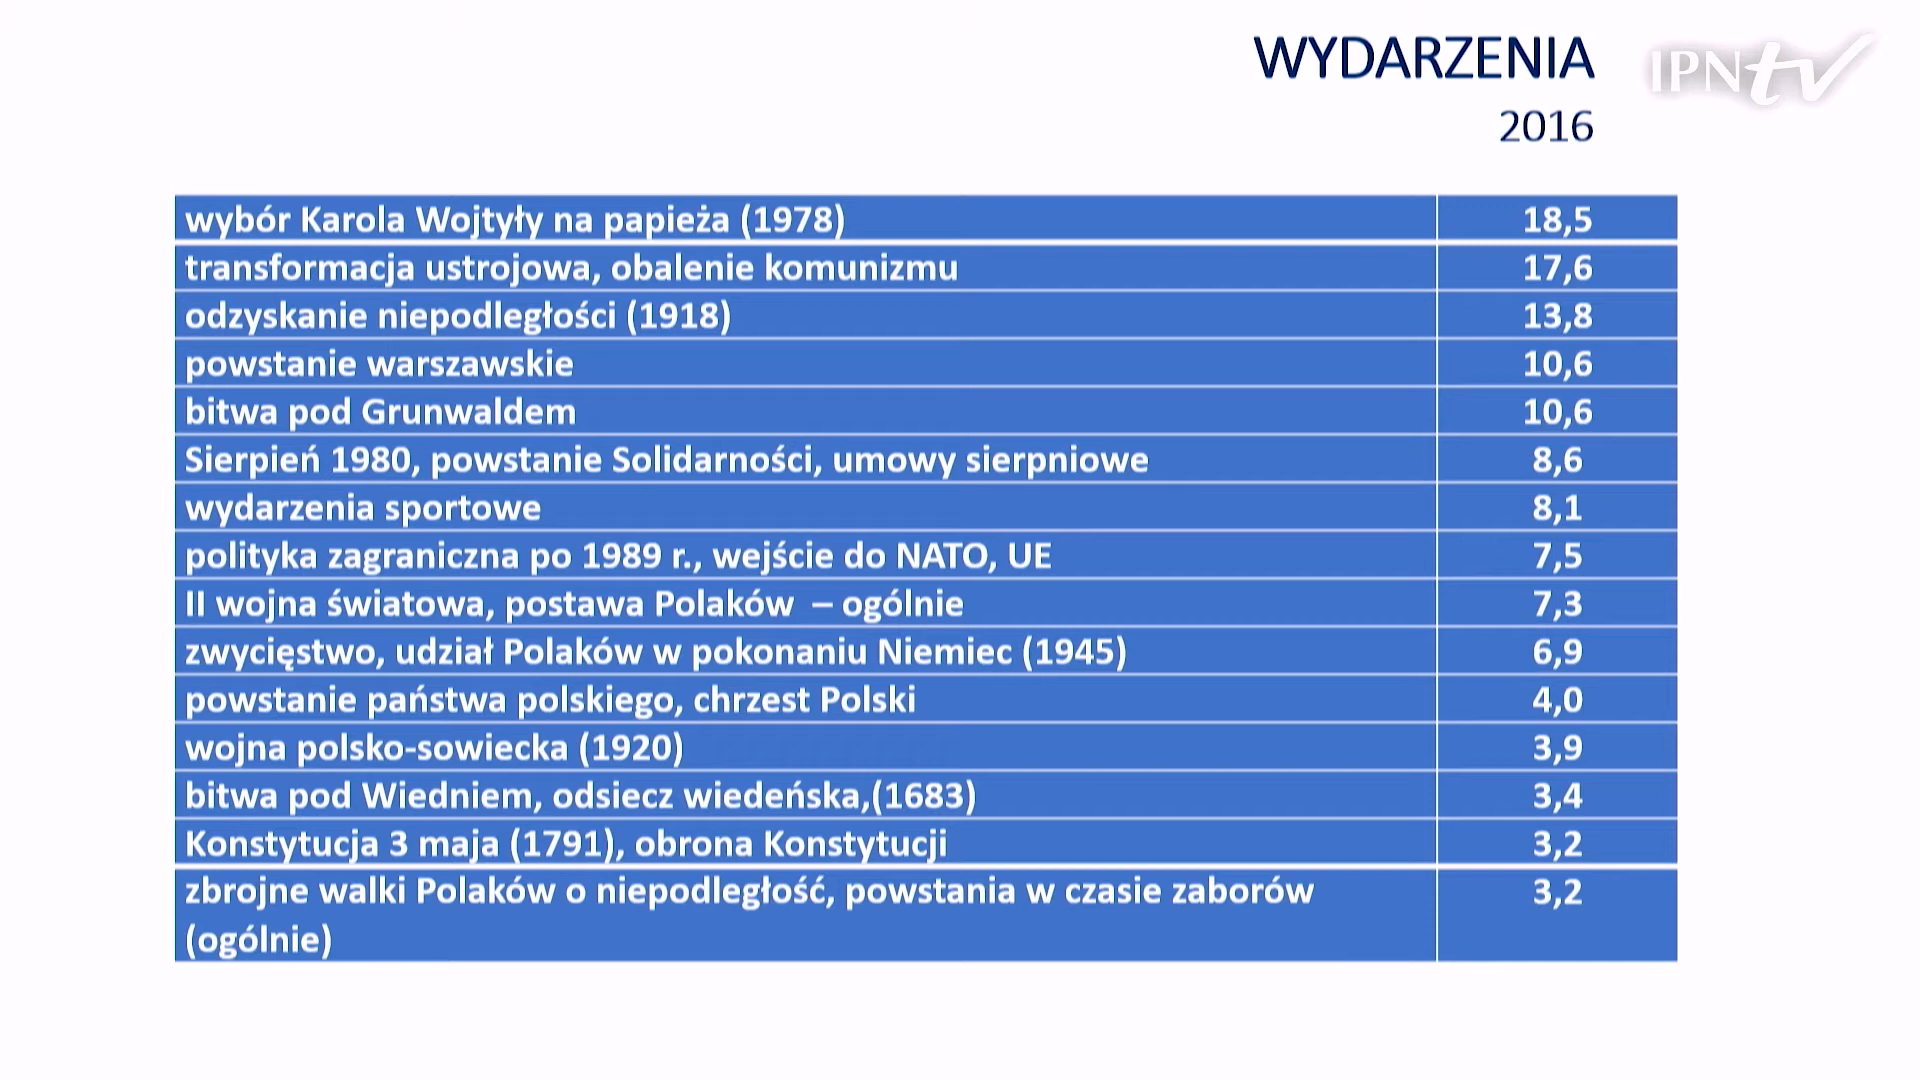 WYDARZENIA
2016
IPNtv
wybór Karola Wojtyły na papieża (1978) 18,5
transformacja ustrojowa, obalenie komunizmu 17,6
odzyskanie niepodległości (1918) 13,8
powstanie warszawskie 10,6
bitwa pod Grunwaldem 10,6
Sierpień 1980, powstanie Solidarności, umowy sierpniowe 8,6
wydarzenia sportowe 8,1
polityka zagraniczna po 1989 r., wejście do NATO, UE 7,5
II wojna światowa, postawa Polaków – ogólnie 7,3
zwycięstwo, udział Polaków w pokonaniu Niemiec (1945) 6,9
powstanie państwa polskiego, chrzest Polski 4,0
wojna polsko-sowiecka (1920) 3,9
bitwa pod Wiedniem, odsiecz wiedeńska,(1683) 3,4
Konstytucja 3 maja (1791), obrona Konstytucji 3,2
zbrojne walki Polaków o niepodległość, powstania w czasie zaborów 3,2
(ogólnie)